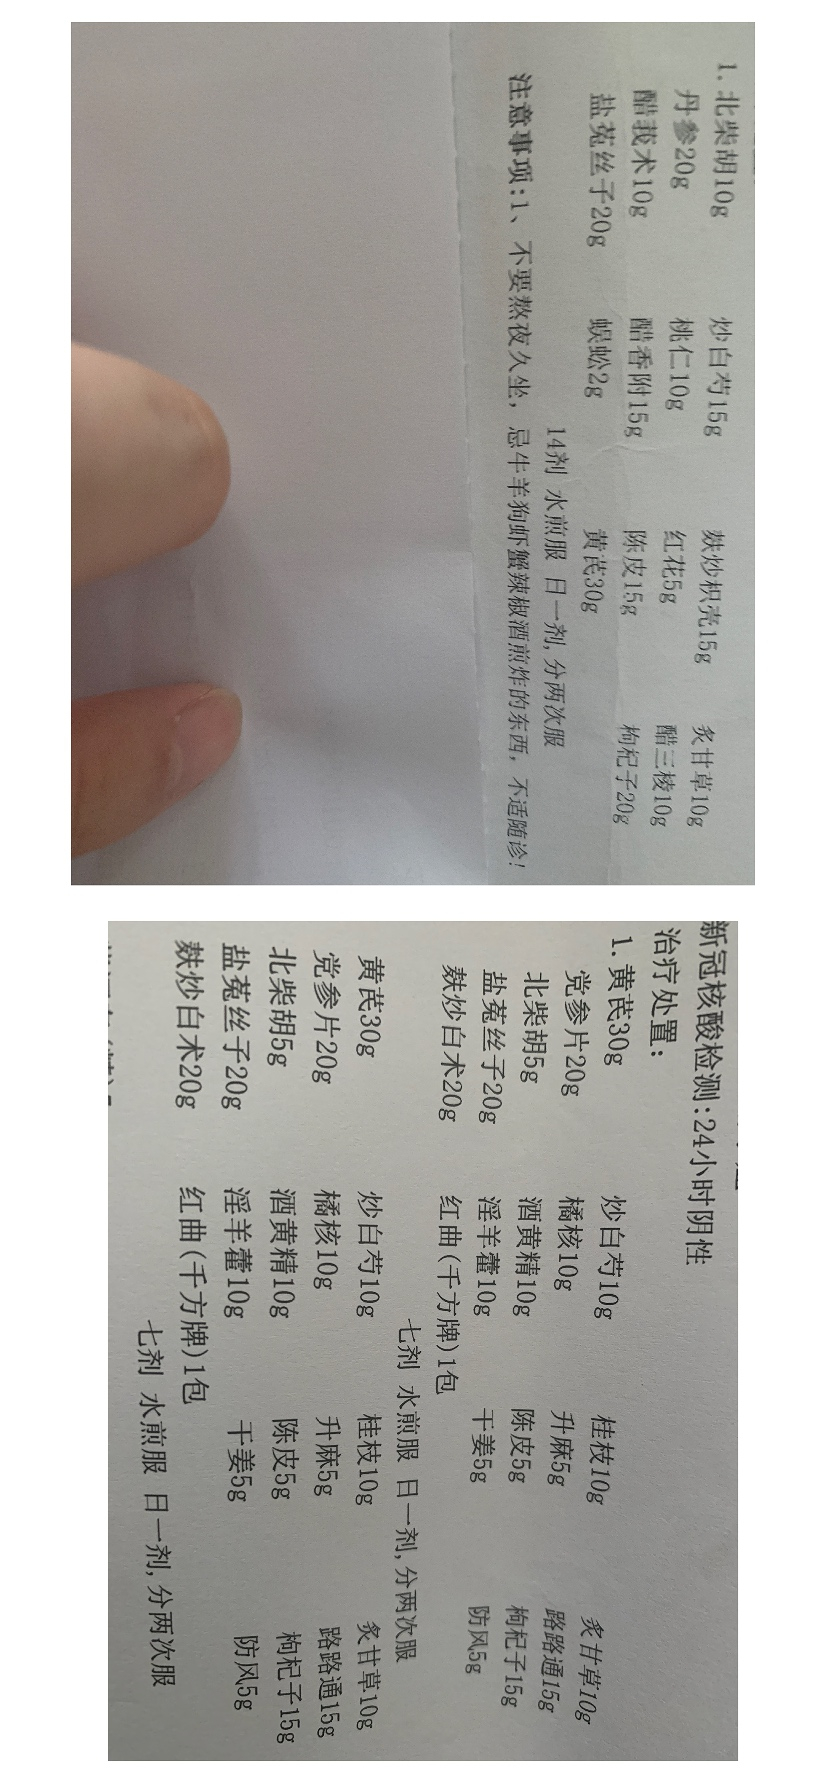 1. 北柴胡10g 炒白芍15g 麸炒枳壳15g 炙甘草10g
丹参20g 桃仁10g 红花5g 醋三棱10g
醋莪术10g 醋香附15g 陈皮15g 枸杞子20g
盐菟丝子20g 蜈蚣2g 黄芪30g
14剂 水煎服 日一剂,分两次服
注意事项:1、不要熬夜久坐，忌牛羊狗虾蟹辣椒酒煎炸的东西，不适随诊!
新冠核酸检测:24小时阴性
治疗处置:
1. 黄芪30g 炒白芍10g 桂枝10g 炙甘草10g
党参片20g 橘核10g 升麻5g 路路通15g
北柴胡5g 酒黄精10g 陈皮5g 枸杞子15g
盐菟丝子20g 淫羊藿10g 干姜5g 防风5g
麸炒白术20g 红曲(千方牌)1包
七剂 水煎服 日一剂,分两次服
黄芪30g 炒白芍10g 桂枝10g 炙甘草10g
党参片20g 橘核10g 升麻5g 路路通15g
北柴胡5g 酒黄精10g 陈皮5g 枸杞子15g
盐菟丝子20g 淫羊藿10g 干姜5g 防风5g
麸炒白术20g 红曲(千方牌)1包
七剂 水煎服 日一剂,分两次服